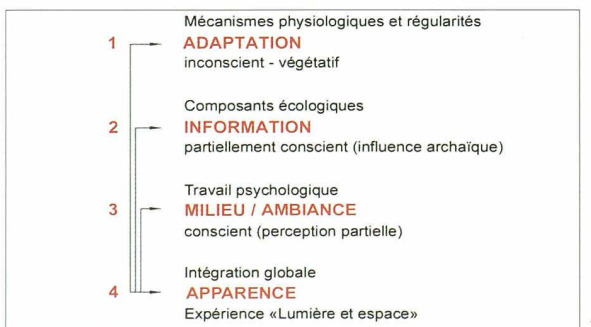 Mécanismes physiologiques et régularités
1 ADAPTATION
inconscient - végétatif
Composants écologiques
2 INFORMATION
partiellement conscient (influence archaïque)
Travail psychologique
3 MILIEU / AMBIANCE
conscient (perception partielle)
Intégration globale
4 APPARENCE
Expérience «Lumière et espace»